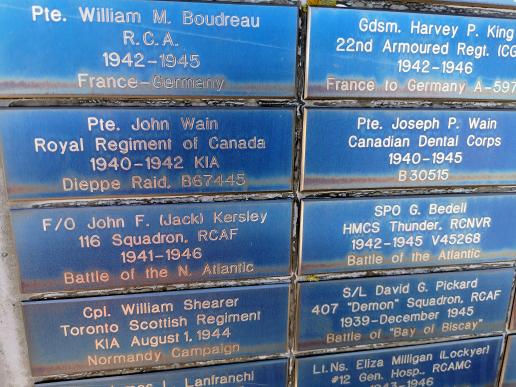 Pte. William M. Boudreau
R.C.A.
1942-1945
France-Germany
Gdsm. Harvey P. King
22nd Armoured Regt. (CG
1942-1946
France to Germany A-597
Pte. John Wain
Royal Regiment of Canada
1940-1942 KIA
Dieppe Raid, B67445
Pte. Joseph P. Wain
Canadian Dental Corps
1940-1945
B30515
F/O John F. (Jack) Kersley
116 Squadron, RCAF
1941-1946
Battle of the N. Atlantic
SPO G. Bedell
HMCS Thunder, RCNVR
1942-1945 V45268
Battle of the Atlantic
Cpl. William Shearer
Toronto Scottish Regiment
KIA August 1, 1944
Normandy Campaign
S/L David G. Pickard
407 "Demon" Squadron, RCAF
1939-December 1945
Battle of "Bay of Biscay"
L. Lanfranchi
Lt.Ns. Eliza Milligan (Lockyer)
#12 Gen. Hosp., RCAMC
1943-1946